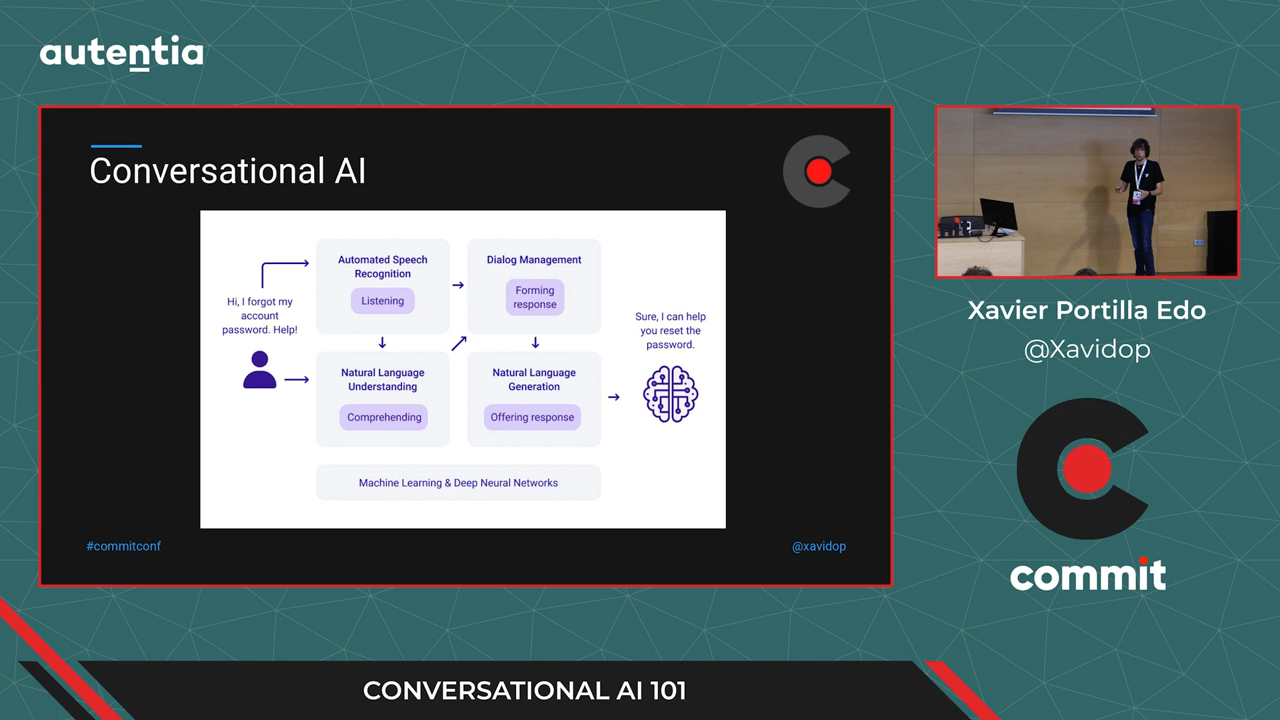 autentia
Conversational AI
Automated Speech
Recognition
Listening
Dialog Management
Forming
response
Hi, I forgot my
account
password. Help!
Sure, I can help
you reset the
password.
Natural Language
Understanding
Comprehending
Natural Language
Generation
Offering response
Machine Learning & Deep Neural Networks
#commitconf
@xavidop
Xavier Portilla Edo
@Xavidop
commit
CONVERSATIONAL AI 101